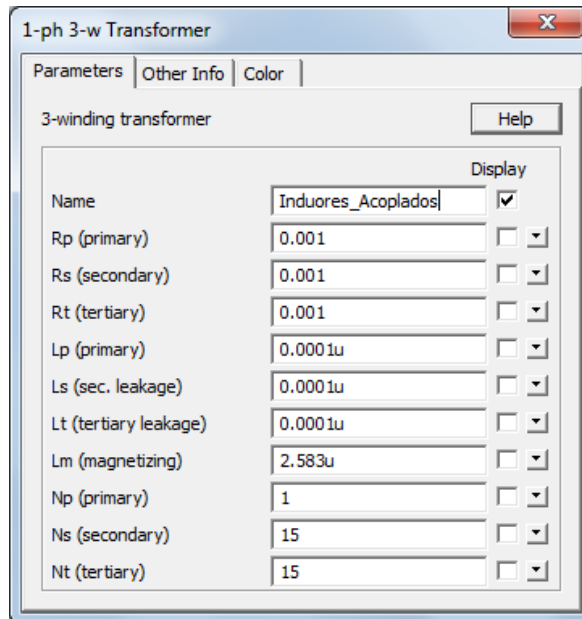 1-ph 3-w Transformer
Parameters Other Info Color
3-winding transformer Help
Display
Name Induores_Acoplados
Rp (primary) 0.001
Rs (secondary) 0.001
Rt (tertiary) 0.001
Lp (primary) 0.0001u
Ls (sec. leakage) 0.0001u
Lt (tertiary leakage) 0.0001u
Lm (magnetizing) 2.583u
Np (primary) 1
Ns (secondary) 15
Nt (tertiary) 15